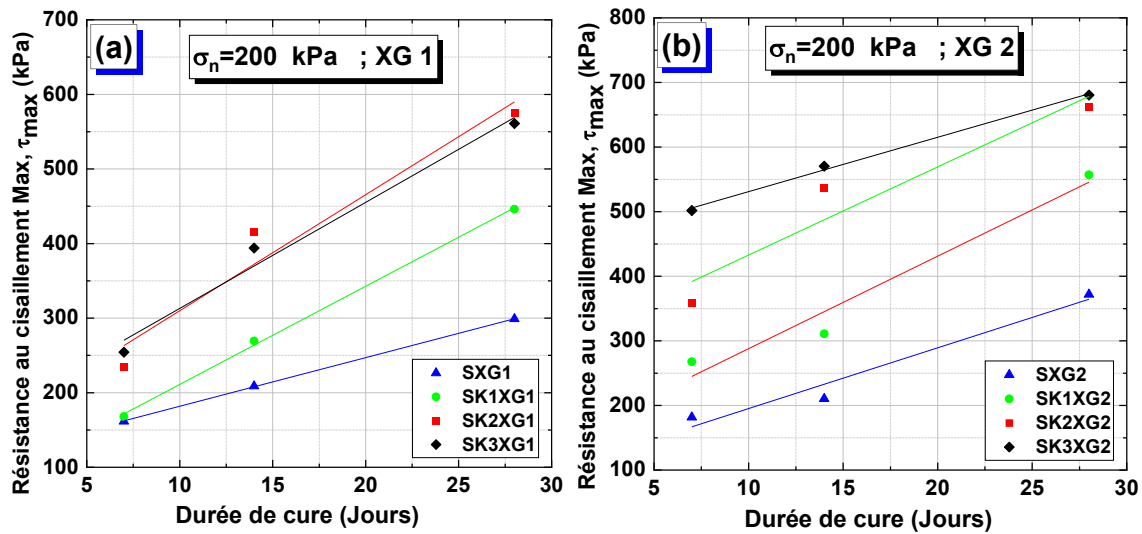 (a)
σn=200 kPa ; XG 1
Résistance au cisaillement Max, τmax (kPa)
700
600
500
400
300
200
100
5
10
15
20
25
30
Durée de cure (Jours)
SXG1
SK1XG1
SK2XG1
SK3XG1
(b)
σn=200 kPa ; XG 2
Résistance au cisaillement Max, τmax (kPa)
800
700
600
500
400
300
200
100
5
10
15
20
25
30
Durée de cure (Jours)
SXG2
SK1XG2
SK2XG2
SK3XG2